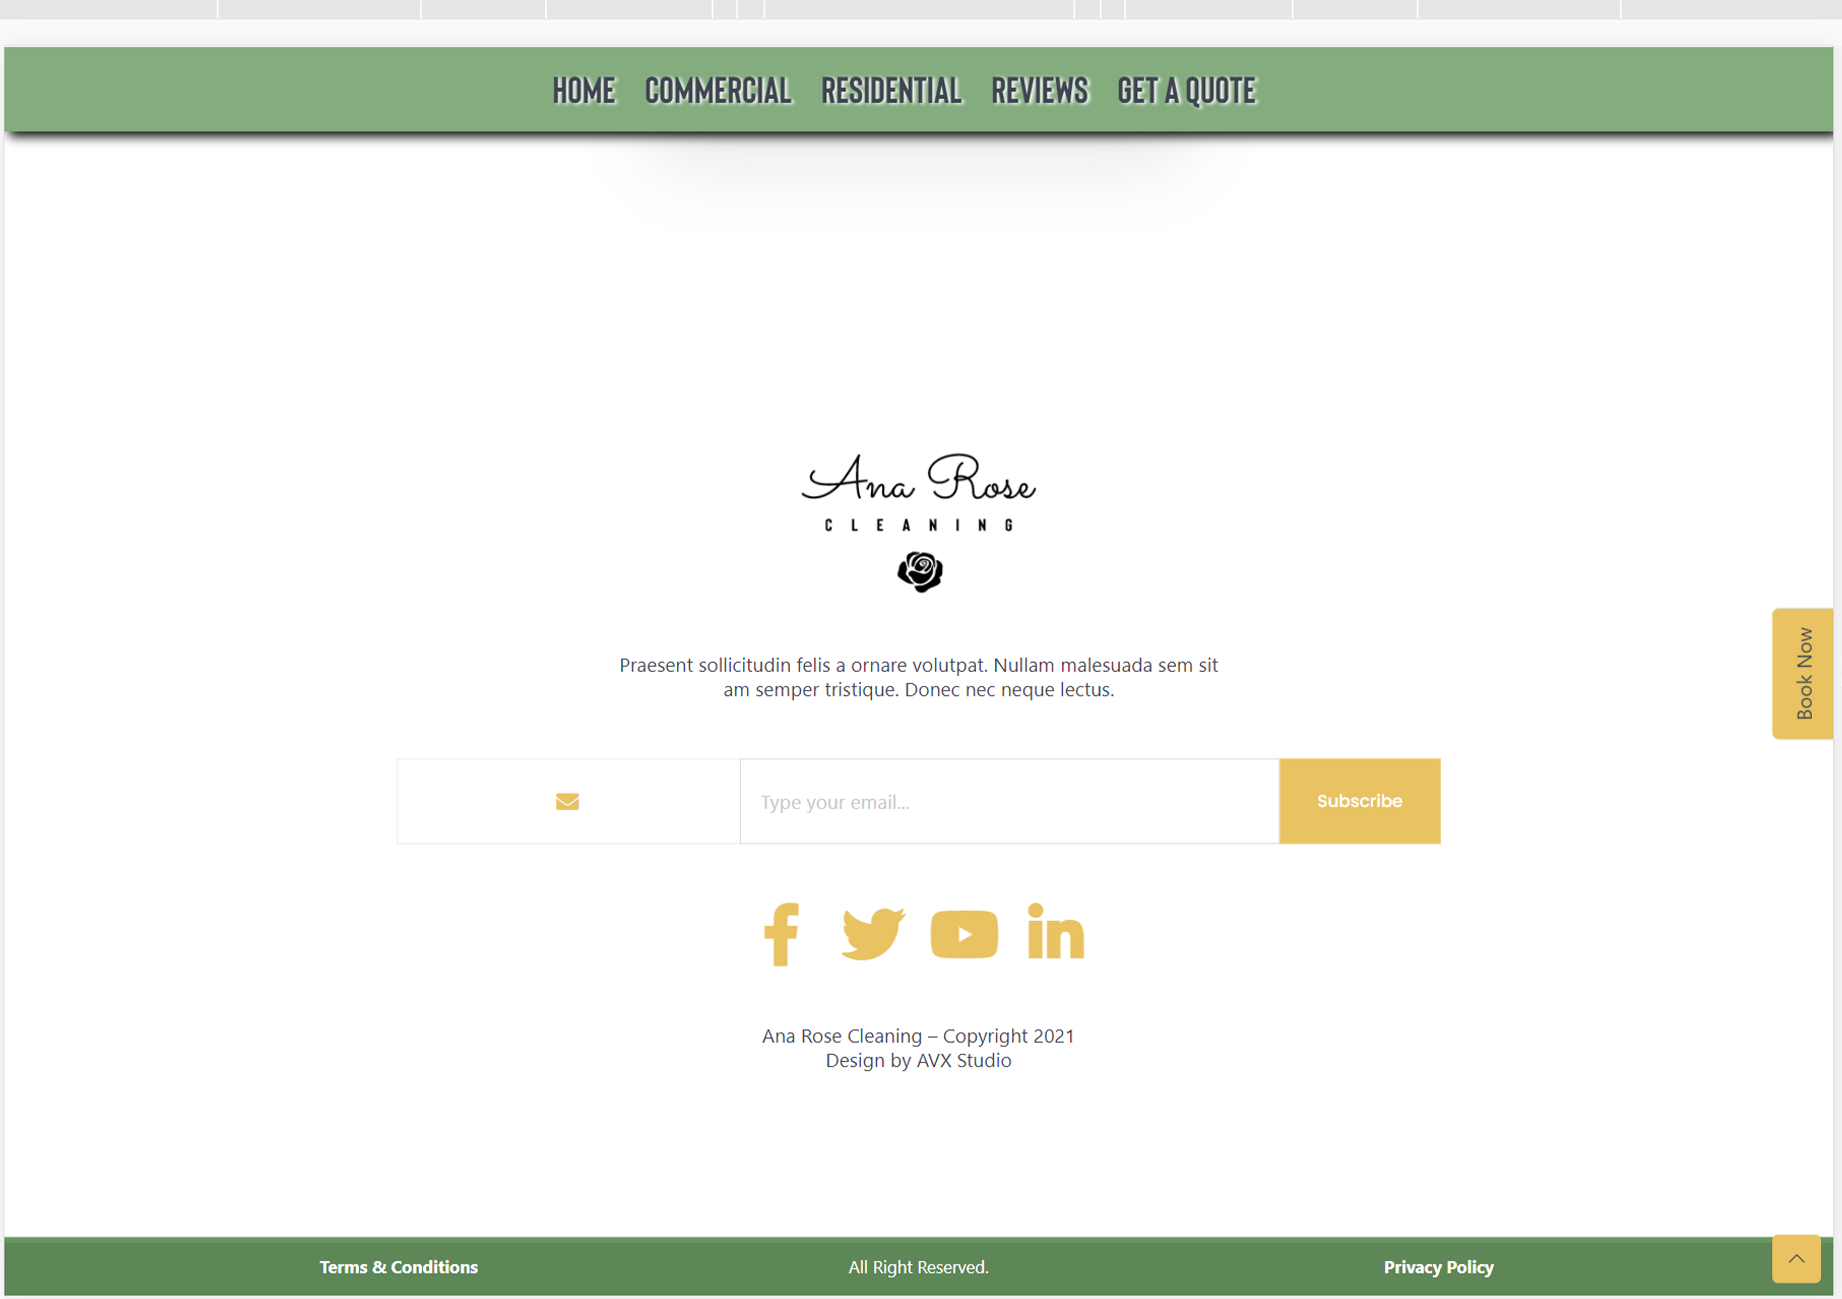 HOME COMMERCIAL RESIDENTIAL REVIEWS GET A QUOTE
Ana Rose
CLEANING
Praesent sollicitudin felis a ornare volutpat. Nullam malesuada sem sit
am semper tristique. Donec nec neque lectus.
Book Now
Type your email...
Subscribe
Ana Rose Cleaning – Copyright 2021
Design by AVX Studio
Terms & Conditions
All Right Reserved.
Privacy Policy